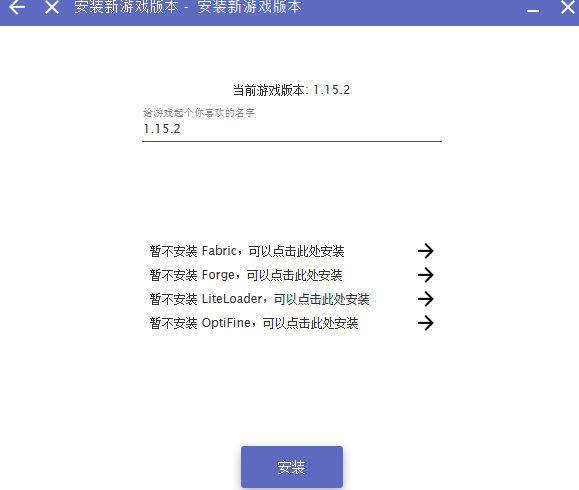 安装新游戏版本 - 安装新游戏版本
当前游戏版本: 1.15.2
给游戏起个你喜欢的名字
1.15.2
暂不安装 Fabric，可以点击此处安装
暂不安装 Forge，可以点击此处安装
暂不安装 LiteLoader，可以点击此处安装
暂不安装 OptiFine，可以点击此处安装
安装